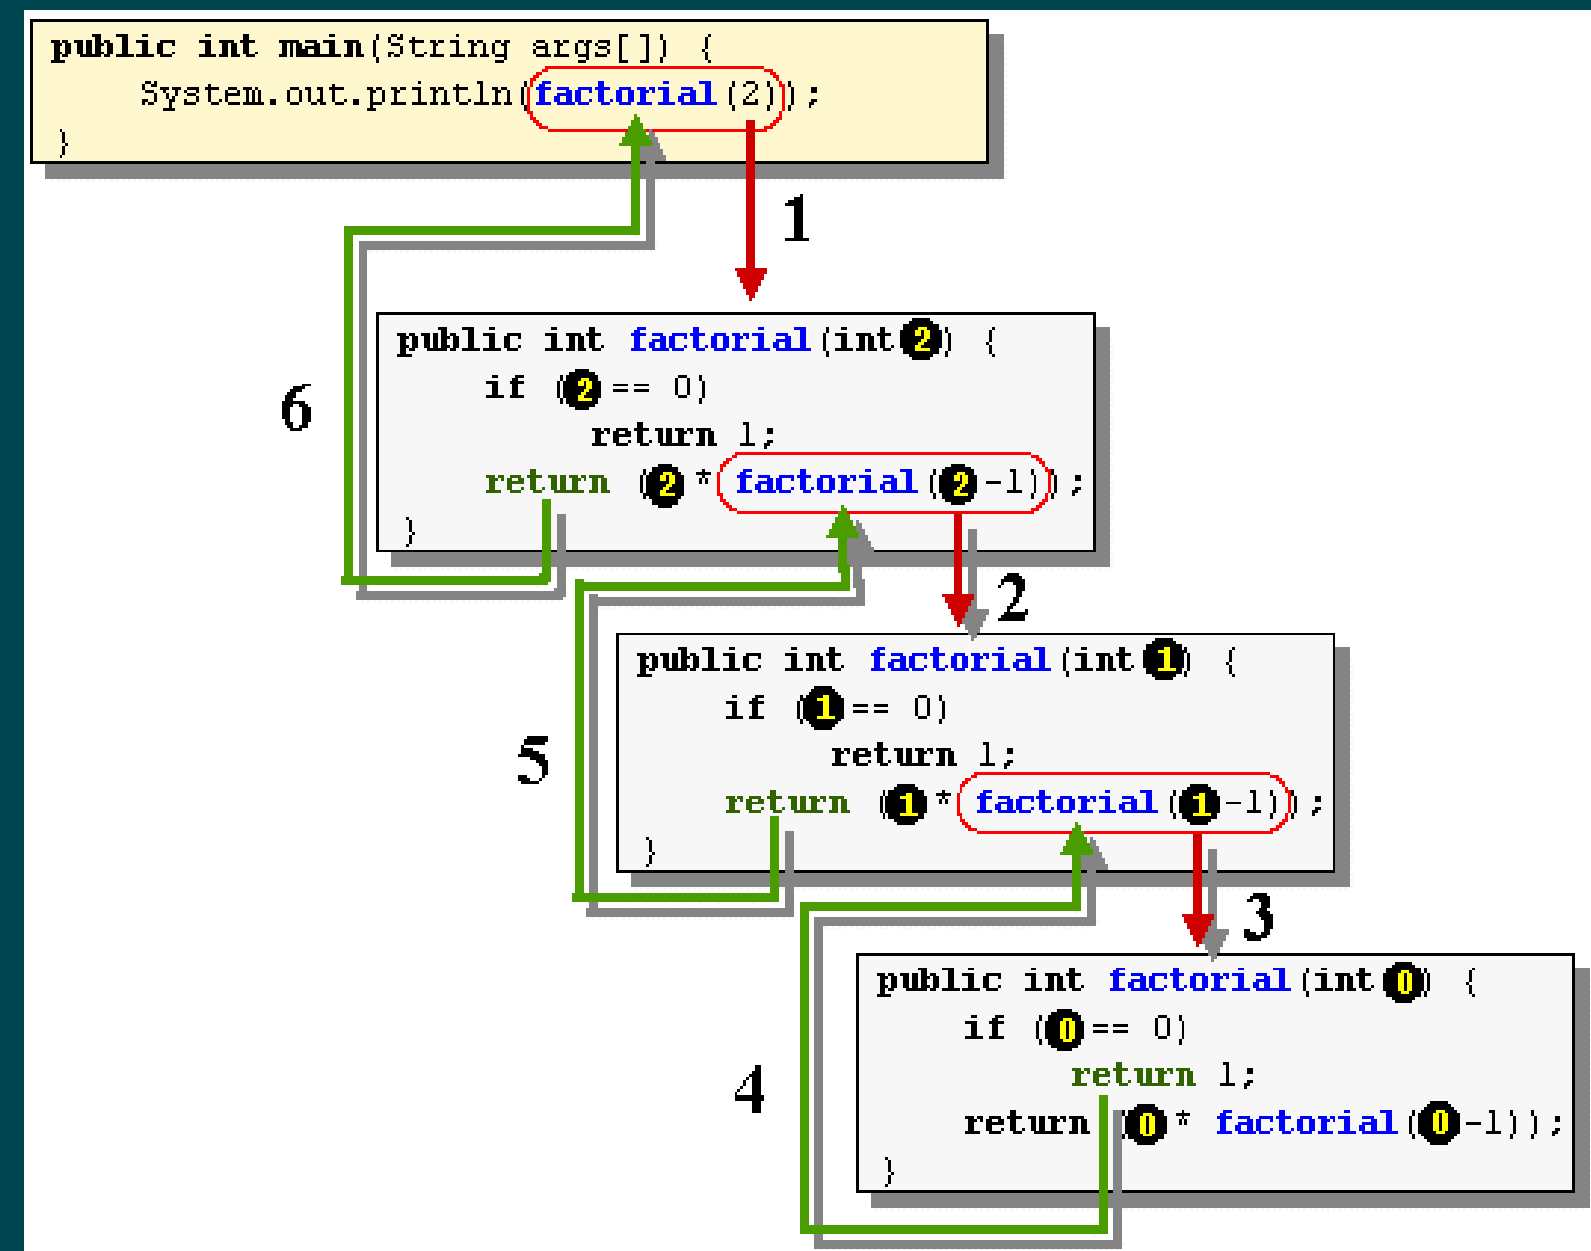 public int main(String args[]) {
System.out.println(factorial(2));
}
1
public int factorial(int 2) {
if (2 == 0)
return 1;
return (2 * factorial(2-1));
}
6
2
public int factorial(int 1) {
if (1 == 0)
return 1;
return (1 * factorial(1-1));
}
5
3
public int factorial(int 0) {
if (0 == 0)
return 1;
return (0 * factorial(0-1));
}
4